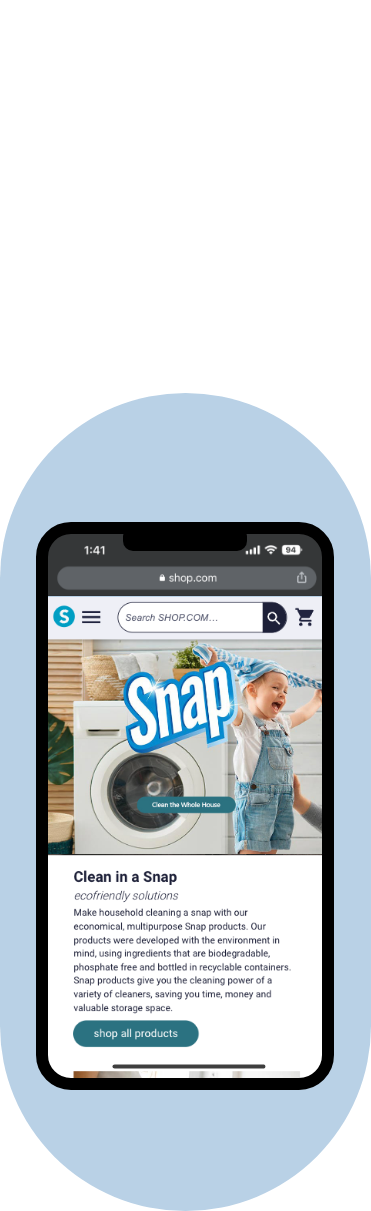 1:41
94
shop.com
S
Search SHOP.COM...
Snap
Clean the Whole House
Clean in a Snap
ecofriendly solutions
Make household cleaning a snap with our
economical, multipurpose Snap products. Our
products were developed with the environment in
mind, using ingredients that are biodegradable,
phosphate free and bottled in recyclable containers.
Snap products give you the cleaning power of a
variety of cleaners, saving you time, money and
valuable storage space.
shop all products